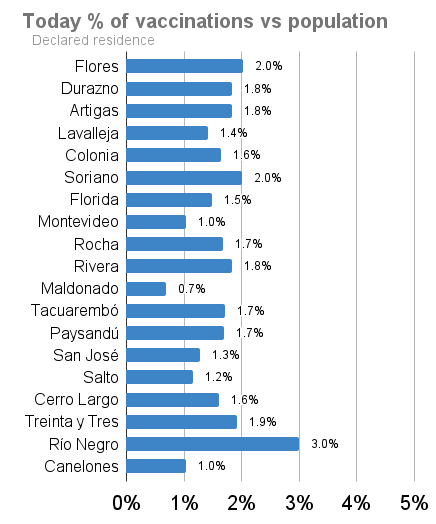 Today % of vaccinations vs population
Declared residence
Flores 2.0%
Durazno 1.8%
Artigas 1.8%
Lavalleja 1.4%
Colonia 1.6%
Soriano 2.0%
Florida 1.5%
Montevideo 1.0%
Rocha 1.7%
Rivera 1.8%
Maldonado 0.7%
Tacuarembó 1.7%
Paysandú 1.7%
San José 1.3%
Salto 1.2%
Cerro Largo 1.6%
Treinta y Tres 1.9%
Río Negro 3.0%
Canelones 1.0%
0% 1% 2% 3% 4% 5%